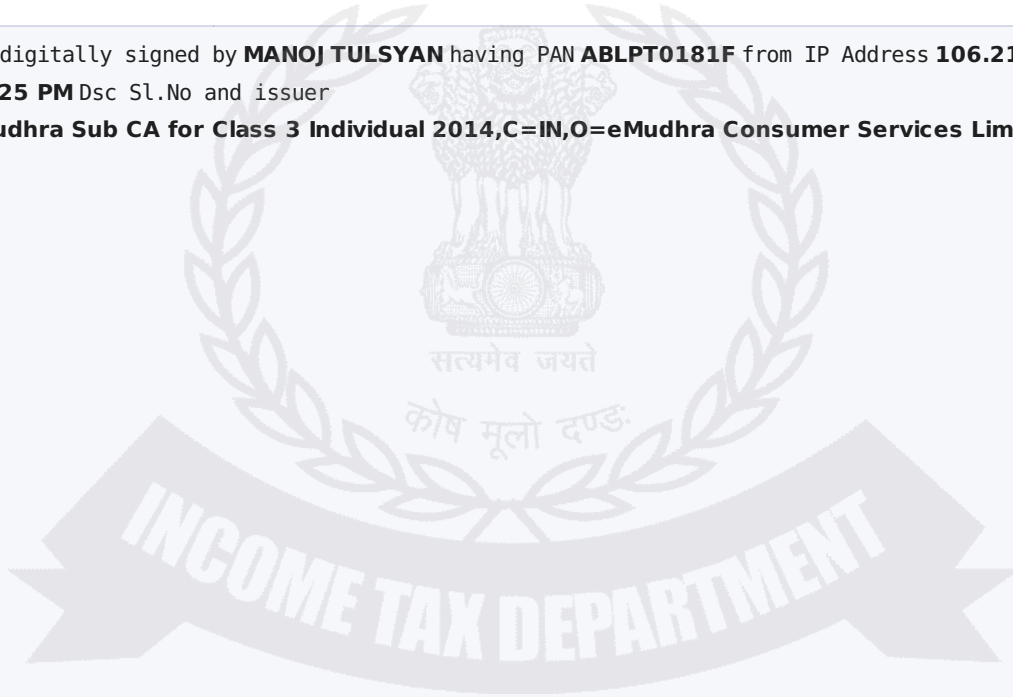 digitally signed by MANOJ TULSYAN having PAN ABLPT0181F from IP Address 106.21
25 PM Dsc Sl.No and issuer
udhra Sub CA for Class 3 Individual 2014,C=IN,O=eMudhra Consumer Services Lim
सत्यमेव जयते
कोष मूलो दण्डः
INCOME TAX DEPARTMENT